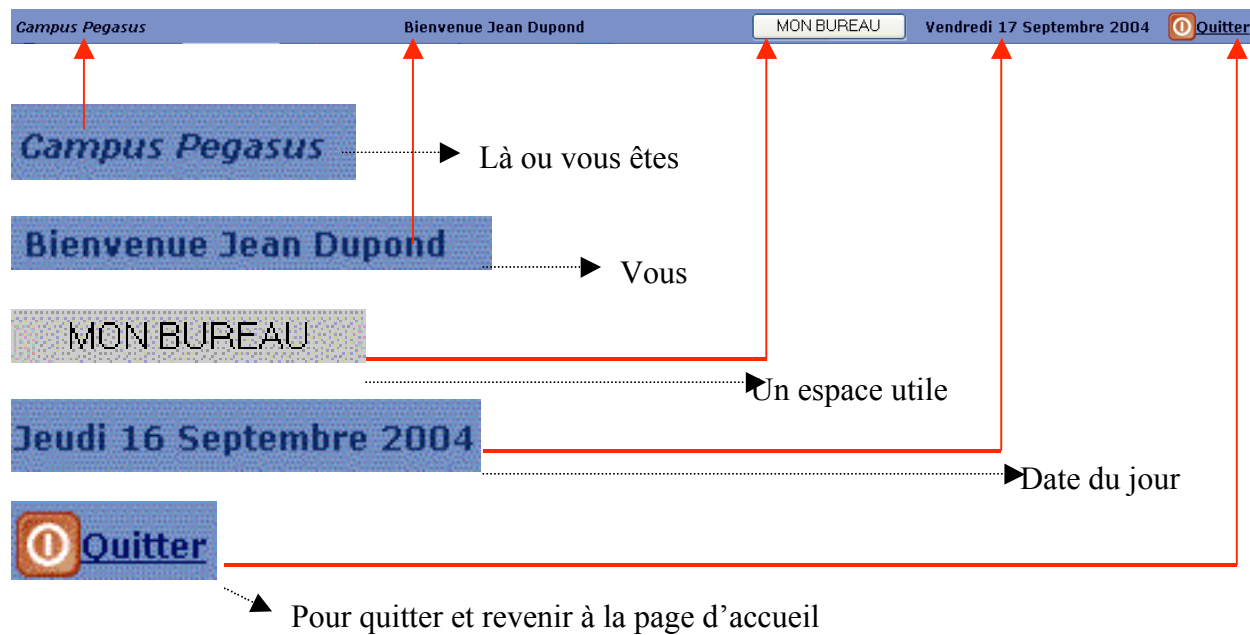 Campus Pegasus Bienvenue Jean Dupond MON BUREAU Vendredi 17 Septembre 2004 Quitter
Campus Pegasus Là ou vous êtes
Bienvenue Jean Dupond Vous
MON BUREAU
Un espace utile
Jeudi 16 Septembre 2004
Date du jour
Quitter
Pour quitter et revenir à la page d’accueil